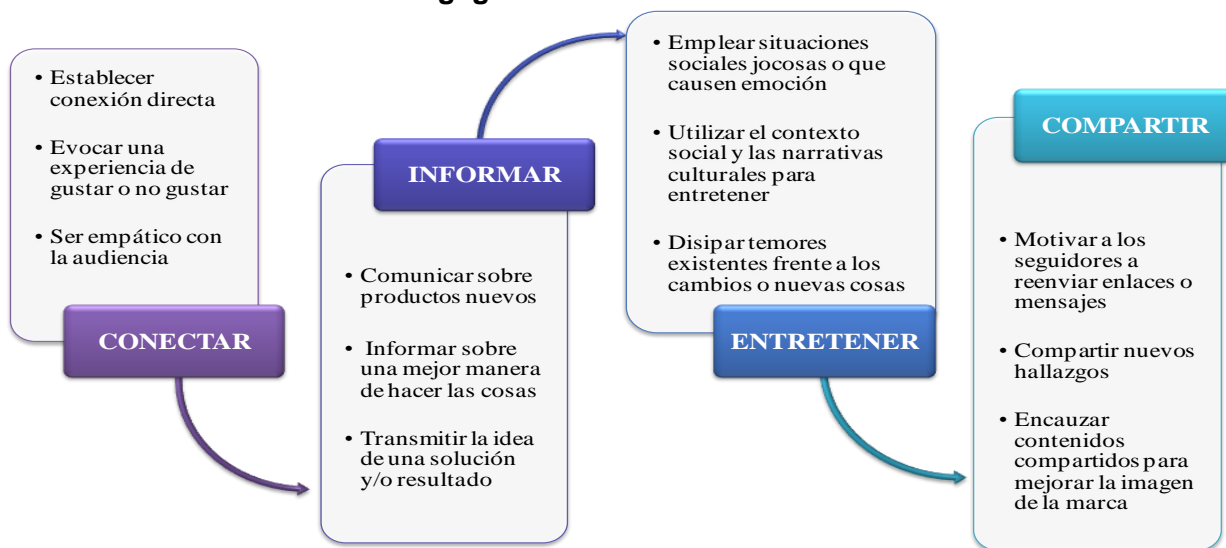 • Establecer
conexión directa
• Evocar una
experiencia de
gustar o no gustar
• Ser empático con
la audiencia
CONECTAR
INFORMAR
• Comunicar sobre
productos nuevos
• Informar sobre
una mejor manera
de hacer las cosas
• Transmitir la idea
de una solución
y/o resultado
• Emplear situaciones
sociales jocosas o que
causen emoción
• Utilizar el contexto
social y las narrativas
culturales para
entretener
• Disipar temores
existentes frente a los
cambios o nuevas cosas
ENTRETENER
COMPARTIR
• Motivar a los
seguidores a
reenviar enlaces o
mensajes
• Compartir nuevos
hallazgos
• Encauzar
contenidos
compartidos para
mejorar la imagen
de la marca